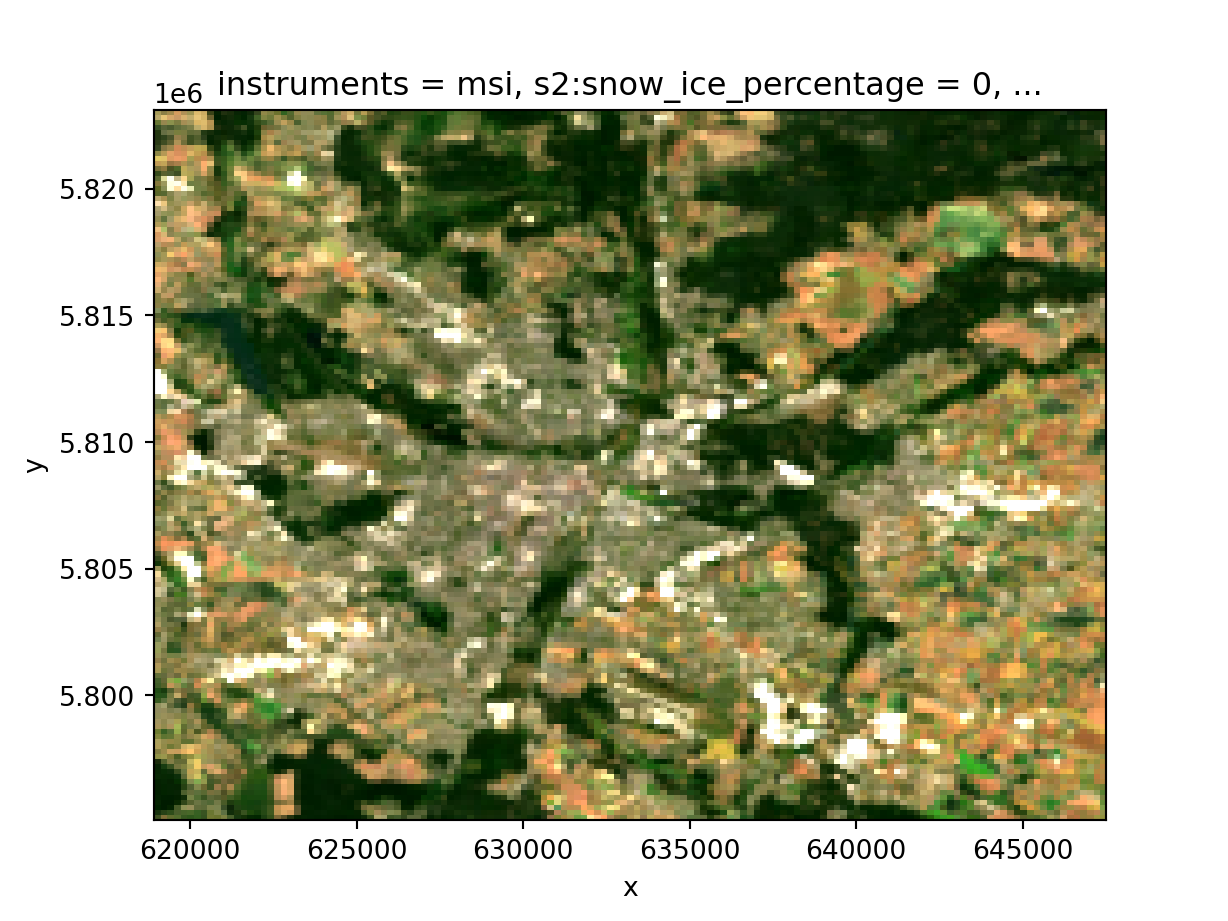 instruments = msi, s2:snow_ice_percentage = 0, ...
1e6
5.820
5.815
5.810
5.805
5.800
y
620000 625000 630000 635000 640000 645000
x